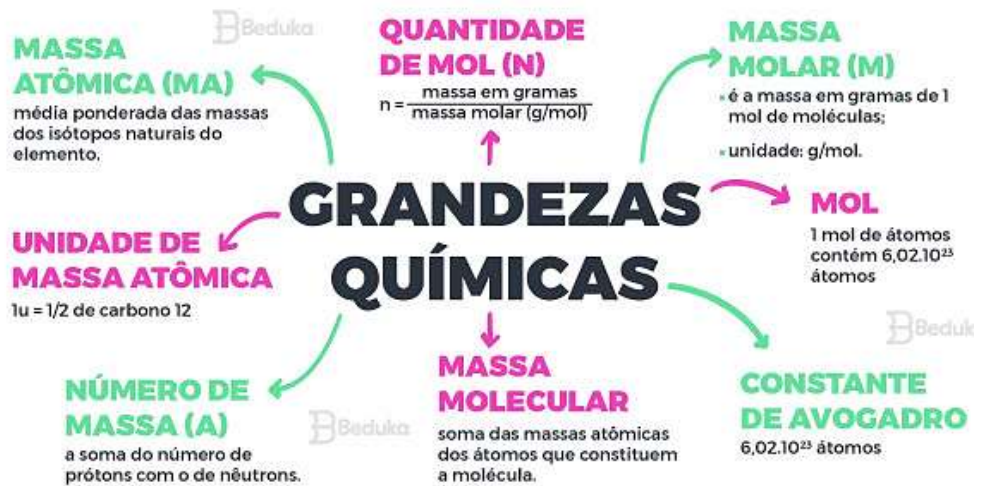 Beduka
MASSA
ATÔMICA (MA)
média ponderada das massas
dos isótopos naturais do
elemento.
QUANTIDADE
DE MOL (N)
n = massa em gramas
massa molar (g/mol)
MASSA
MOLAR (M)
é a massa em gramas de 1
mol de moléculas;
unidade: g/mol.
GRANDEZAS
QUÍMICAS
MOL
1 mol de átomos
contém 6,02.10²³
átomos
UNIDADE DE
MASSA ATÔMICA
1u = 1/2 de carbono 12
Beduk
NÚMERO DE
MASSA (A)
a soma do número de
prótons com o de nêutrons.
Beduka
MASSA
MOLECULAR
soma das massas atômicas
dos átomos que constituem
a molécula.
CONSTANTE
DE AVOGADRO
6,02.10²³ átomos